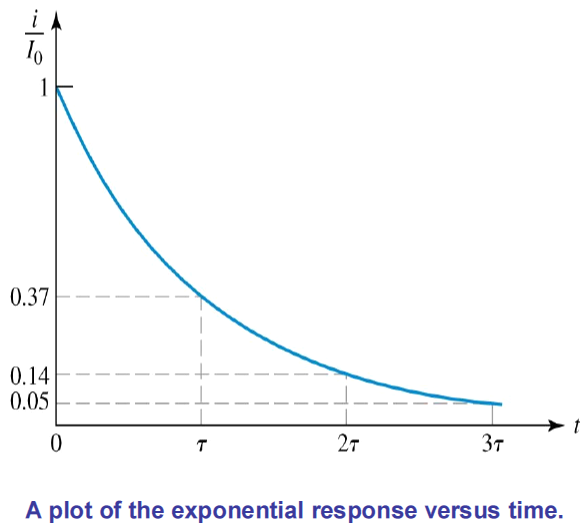 i
I0
1
0.37
0.14
0.05
0 τ 2τ 3τ t
A plot of the exponential response versus time.